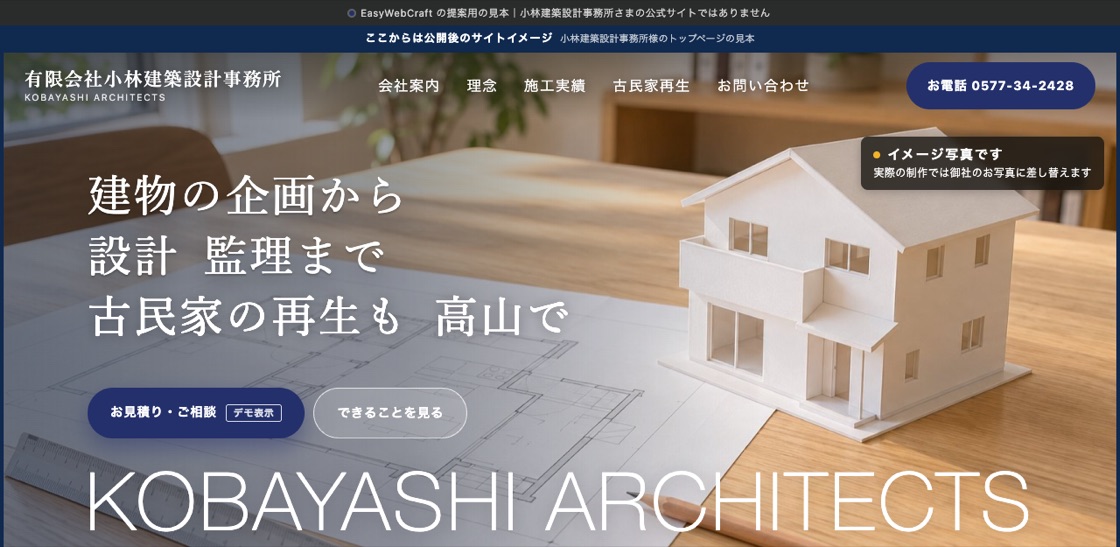 EasyWebCraft の提案用の見本｜小林建築設計事務所さまの公式サイトではありません
ここからは公開後のサイトイメージ 小林建築設計事務所様のトップページの見本
有限会社小林建築設計事務所
KOBAYASHI ARCHITECTS
会社案内 理念 施工実績 古民家再生 お問い合わせ
お電話 0577-34-2428
イメージ写真です
実際の制作では御社のお写真に差し替えます
建物の企画から
設計 監理まで
古民家の再生も 高山で
お見積り・ご相談 デモ表示
できることを見る
KOBAYASHI ARCHITECTS